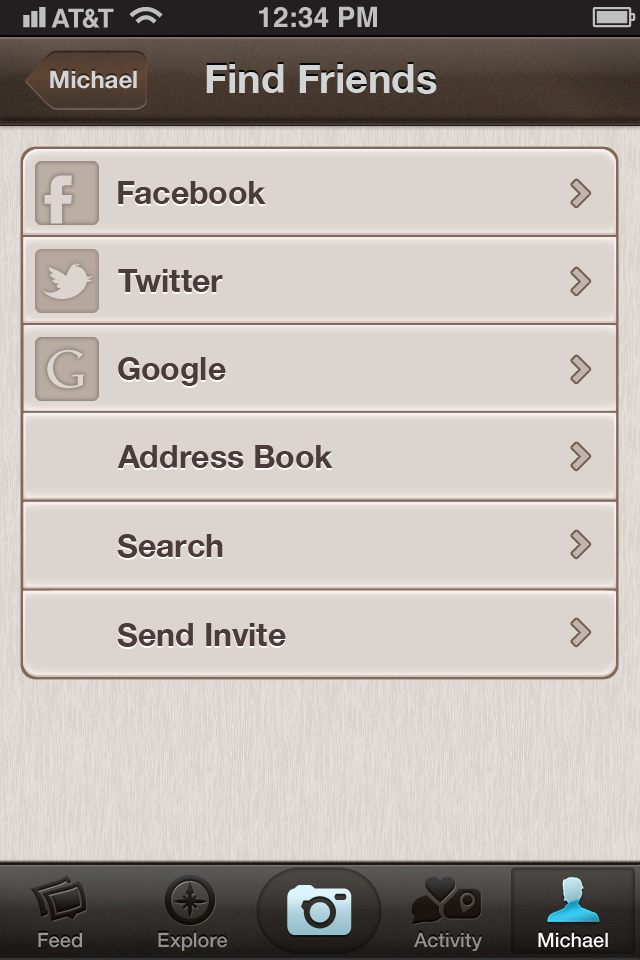 AT&T 12:34 PM
Michael Find Friends
Facebook
Twitter
Google
Address Book
Search
Send Invite
Feed Explore Activity Michael